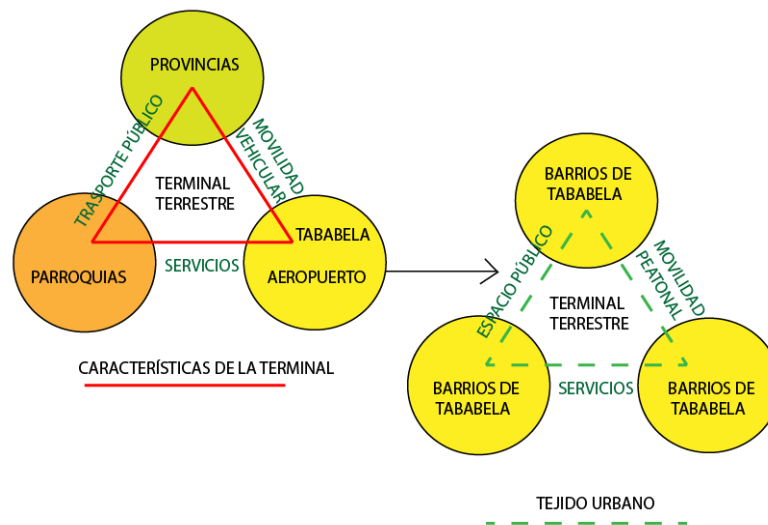 PROVINCIAS
TRASPORTE PÚBLICO
MOVILIDAD
VEHICULAR
TERMINAL
TERRESTRE
TABABELA
PARROQUIAS
SERVICIOS
AEROPUERTO
CARACTERÍSTICAS DE LA TERMINAL
BARRIOS DE
TABABELA
ESPACIO PÚBLICO
MOVILIDAD
PEATONAL
TERMINAL
TERRESTRE
BARRIOS DE
TABABELA
SERVICIOS
BARRIOS DE
TABABELA
TEJIDO URBANO